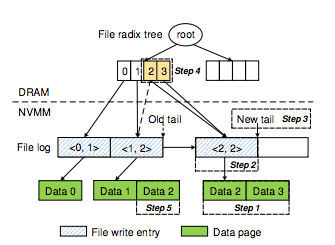 File radix tree root
0 1 2 3 Step 4
DRAM
NVMM
Old tail New tail Step 3
File log <0, 1> <1, 2> <2, 2>
Step 2
Data 0 Data 1 Data 2 Data 2 Data 3
Step 5 Step 1
File write entry Data page